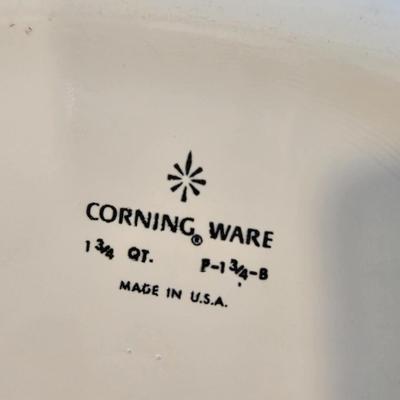 CORNING® WARE
1 3/4 QT. P-1 3/4-B
MADE IN U.S.A.